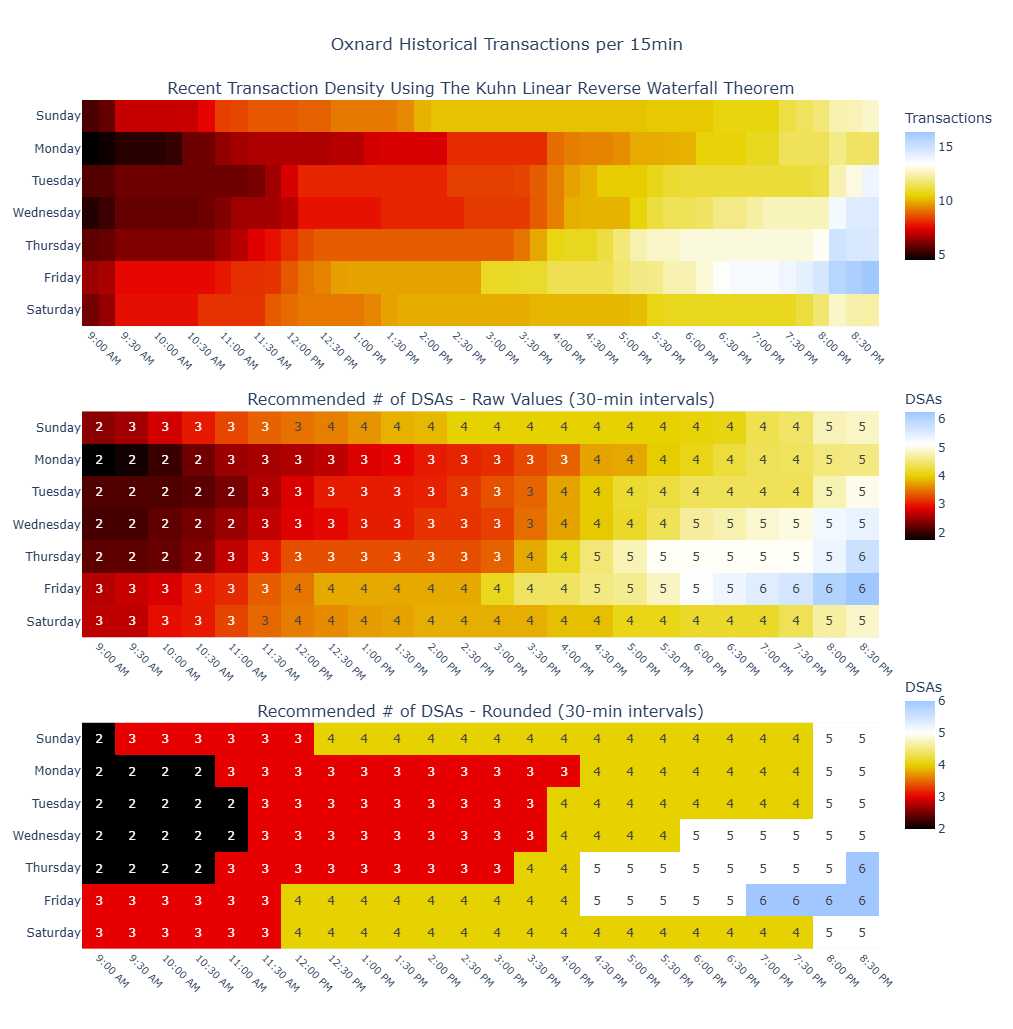 Oxnard Historical Transactions per 15min
Recent Transaction Density Using The Kuhn Linear Reverse Waterfall Theorem
Transactions
15
10
5
Sunday
Monday
Tuesday
Wednesday
Thursday
Friday
Saturday
9:00 AM 9:30 AM 10:00 AM 10:30 AM 11:00 AM 11:30 AM 12:00 PM 12:30 PM 1:00 PM 1:30 PM 2:00 PM 2:30 PM 3:00 PM 3:30 PM 4:00 PM 4:30 PM 5:00 PM 5:30 PM 6:00 PM 6:30 PM 7:00 PM 7:30 PM 8:00 PM 8:30 PM
Recommended # of DSAs - Raw Values (30-min intervals)
DSAs
6
5
4
3
2
Sunday 2 3 3 3 3 3 3 4 4 4 4 4 4 4 4 4 4 4 4 4 4 4 5 5
Monday 2 2 2 2 3 3 3 3 3 3 3 3 3 3 3 4 4 4 4 4 4 4 5 5
Tuesday 2 2 2 2 2 3 3 3 3 3 3 3 3 3 4 4 4 4 4 4 4 4 5 5
Wednesday 2 2 2 2 2 3 3 3 3 3 3 3 3 3 4 4 4 4 5 5 5 5 5 5
Thursday 2 2 2 2 3 3 3 3 3 3 3 3 3 4 4 5 5 5 5 5 5 5 5 6
Friday 3 3 3 3 3 3 4 4 4 4 4 4 4 4 4 5 5 5 5 5 6 6 6 6
Saturday 3 3 3 3 3 3 4 4 4 4 4 4 4 4 4 4 4 4 4 4 4 4 5 5
9:00 AM 9:30 AM 10:00 AM 10:30 AM 11:00 AM 11:30 AM 12:00 PM 12:30 PM 1:00 PM 1:30 PM 2:00 PM 2:30 PM 3:00 PM 3:30 PM 4:00 PM 4:30 PM 5:00 PM 5:30 PM 6:00 PM 6:30 PM 7:00 PM 7:30 PM 8:00 PM 8:30 PM
Recommended # of DSAs - Rounded (30-min intervals)
DSAs
6
5
4
3
2
Sunday 2 3 3 3 3 3 3 4 4 4 4 4 4 4 4 4 4 4 4 4 4 4 5 5
Monday 2 2 2 2 3 3 3 3 3 3 3 3 3 3 3 4 4 4 4 4 4 4 5 5
Tuesday 2 2 2 2 2 3 3 3 3 3 3 3 3 3 4 4 4 4 4 4 4 4 5 5
Wednesday 2 2 2 2 2 3 3 3 3 3 3 3 3 3 4 4 4 4 5 5 5 5 5 5
Thursday 2 2 2 2 3 3 3 3 3 3 3 3 3 4 4 5 5 5 5 5 5 5 5 6
Friday 3 3 3 3 3 3 4 4 4 4 4 4 4 4 4 5 5 5 5 5 6 6 6 6
Saturday 3 3 3 3 3 3 4 4 4 4 4 4 4 4 4 4 4 4 4 4 4 4 5 5
9:00 AM 9:30 AM 10:00 AM 10:30 AM 11:00 AM 11:30 AM 12:00 PM 12:30 PM 1:00 PM 1:30 PM 2:00 PM 2:30 PM 3:00 PM 3:30 PM 4:00 PM 4:30 PM 5:00 PM 5:30 PM 6:00 PM 6:30 PM 7:00 PM 7:30 PM 8:00 PM 8:30 PM